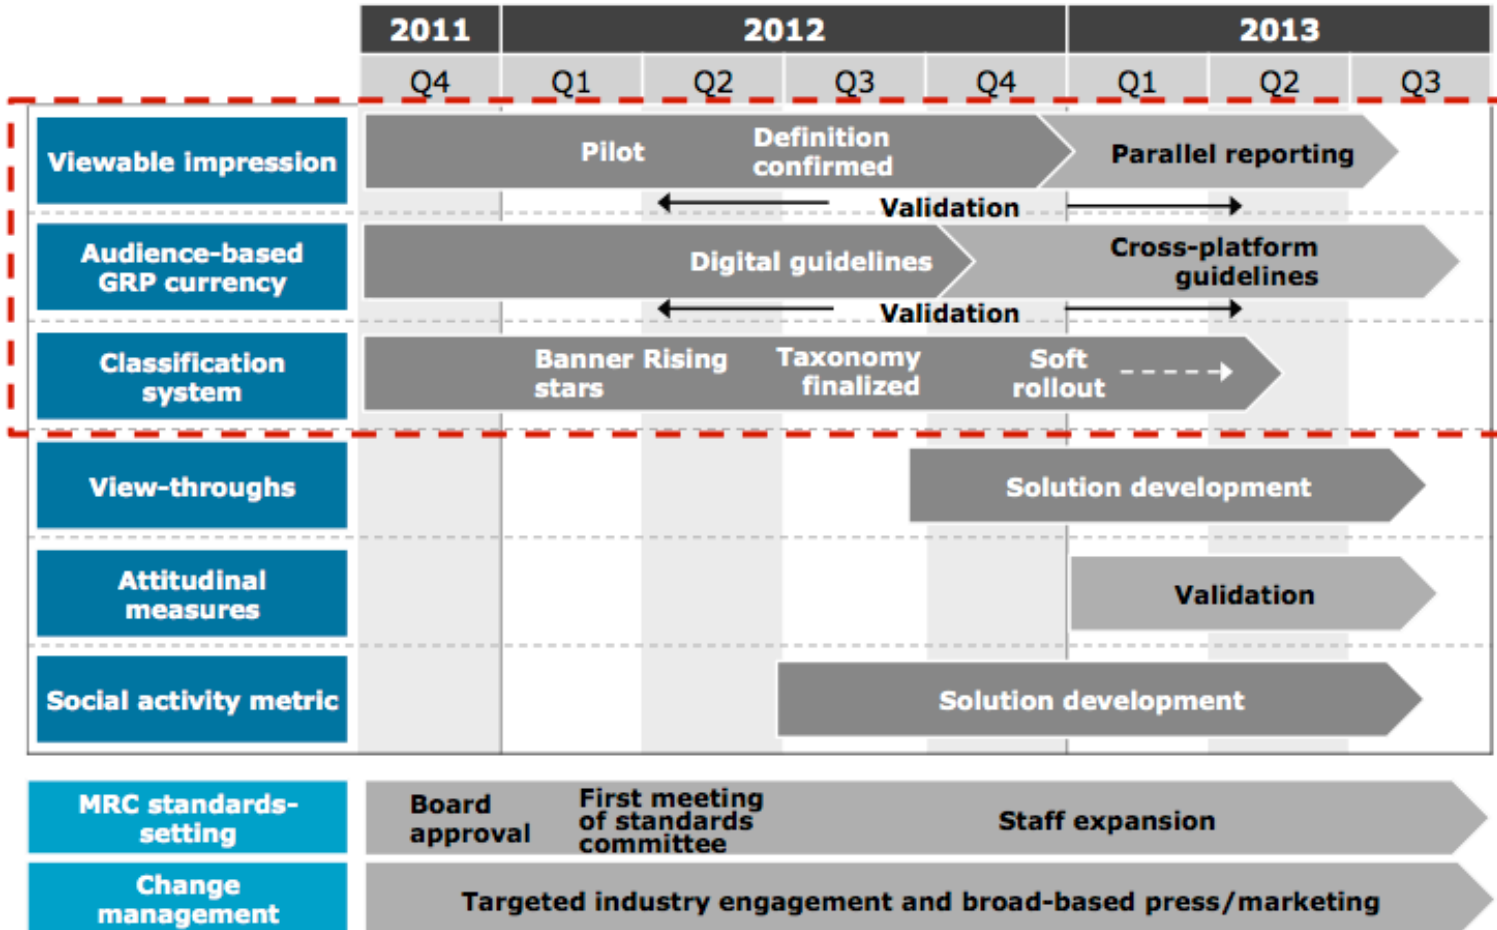 2011 2012 2013
Q4 Q1 Q2 Q3 Q4 Q1 Q2 Q3
Viewable impression
Pilot
Definition
confirmed
Parallel reporting
Validation
Audience-based
GRP currency
Digital guidelines
Cross-platform
guidelines
Validation
Classification
system
Banner Rising
stars
Taxonomy
finalized
Soft
rollout
View-throughs
Solution development
Attitudinal
measures
Validation
Social activity metric
Solution development
MRC standards-
setting
Board
approval
First meeting
of standards
committee
Staff expansion
Change
management
Targeted industry engagement and broad-based press/marketing